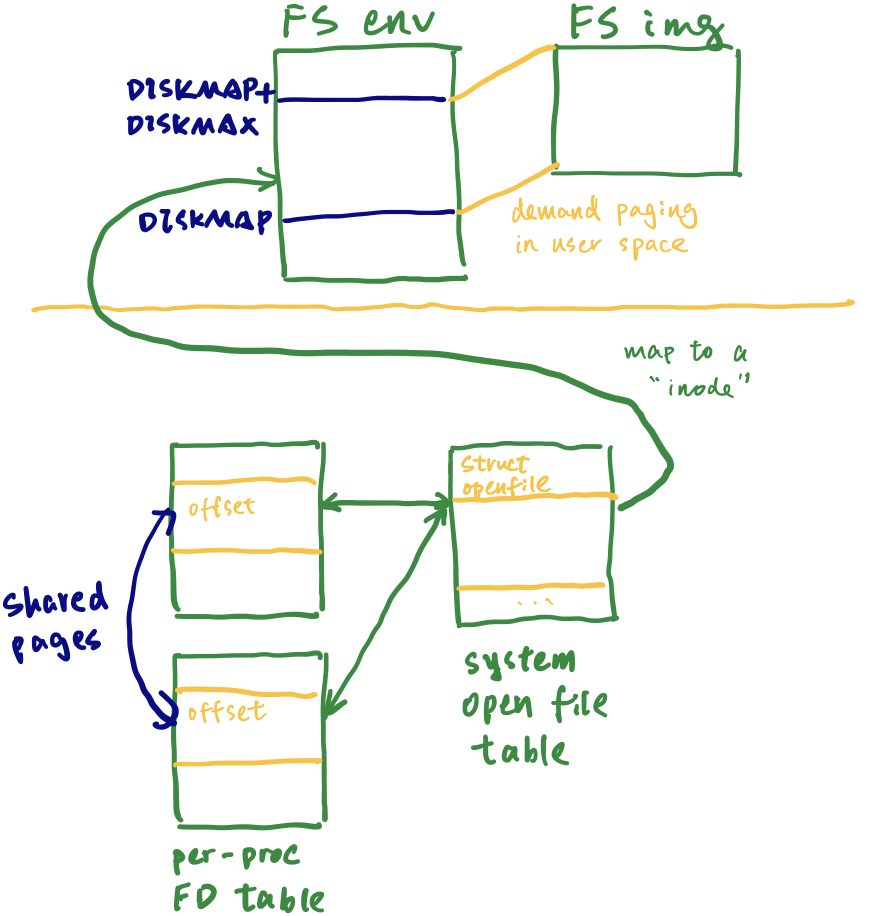 FS env
FS img
DISKMAP+
DISKMAX
DISKMAP
demand paging
in user space
map to a
"inode"
struct
openfile
offset
shared
pages
...
system
open file
table
offset
per-proc
FD table